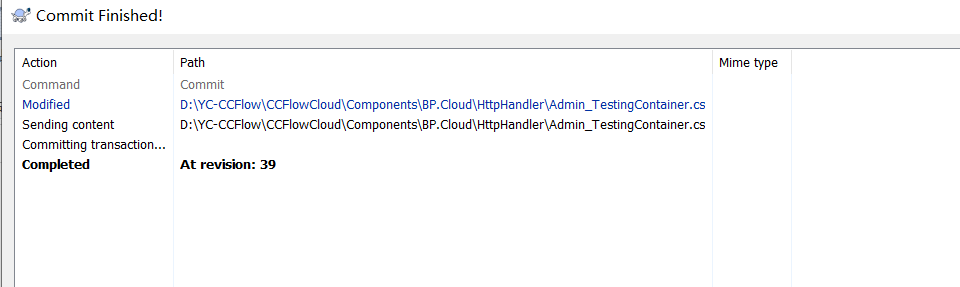 Commit Finished!
Action Path Mime type
Command Commit
Modified D:\YC-CCFlow\CCFlowCloud\Components\BP.Cloud\HttpHandler\Admin_TestingContainer.cs
Sending content D:\YC-CCFlow\CCFlowCloud\Components\BP.Cloud\HttpHandler\Admin_TestingContainer.cs
Committing transaction...
Completed At revision: 39